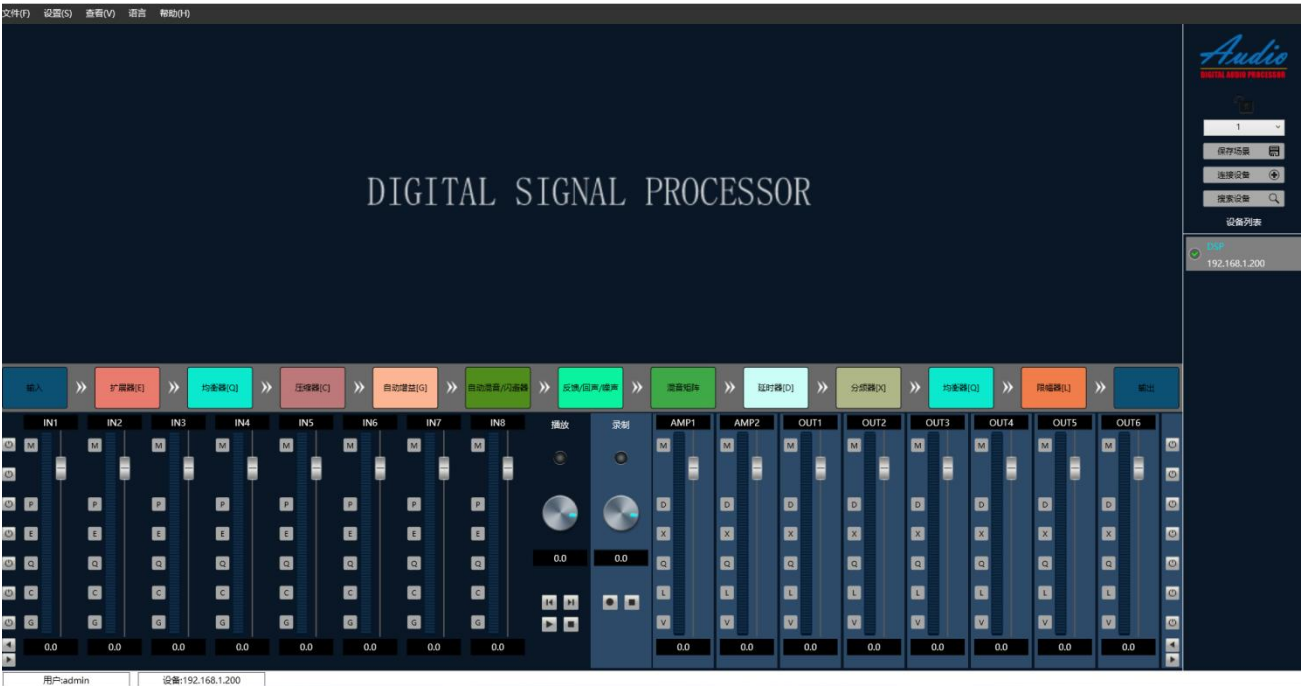 文件(F) 设置(S) 查看(V) 语言 帮助(H)
Audio
DIGITAL AUDIO PROCESSOR
1
保存场景
连接设备
搜索设备
设备列表
DSP
192.168.1.200
DIGITAL SIGNAL PROCESSOR
输入 扩展器[E] 均衡器[Q] 压缩器[C] 自动增益[G] 自动混音/闪避器 反馈/回声/噪声 混音矩阵 延时器[D] 分频器[X] 均衡器[Q] 限幅器[L] 输出
IN1 IN2 IN3 IN4 IN5 IN6 IN7 IN8 播放 录制 AMP1 AMP2 OUT1 OUT2 OUT3 OUT4 OUT5 OUT6
M M M M M M M M M M M M M M M M
P P P P P P P P D D D D D D D D
E E E E E E E E X X X X X X X X
Q Q Q Q Q Q Q Q 0.0 0.0 Q Q Q Q Q Q Q Q
C C C C C C C C L L L L L L L L
G G G G G G G G V V V V V V V V
0.0 0.0 0.0 0.0 0.0 0.0 0.0 0.0 0.0 0.0 0.0 0.0 0.0 0.0 0.0 0.0
用户:admin 设备:192.168.1.200